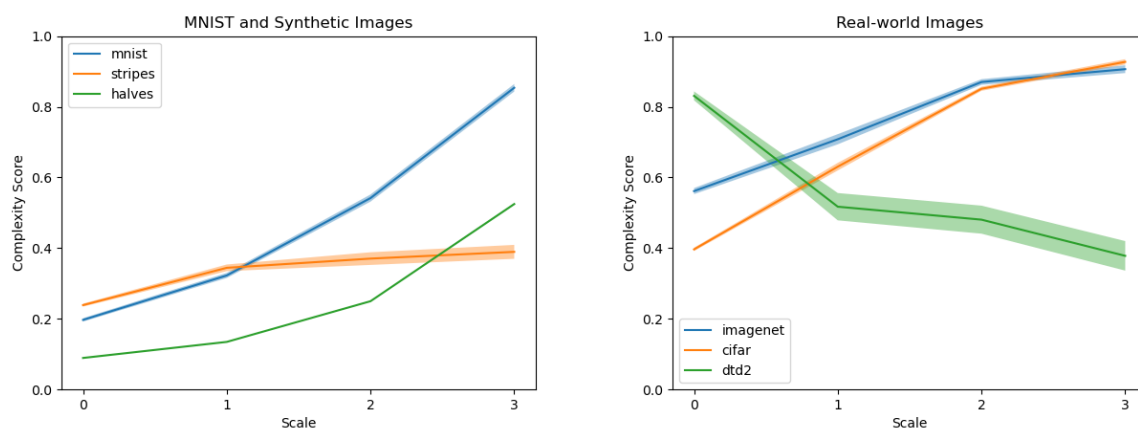 MNIST and Synthetic Images
1.0
0.8
0.6
0.4
0.2
0.0
Complexity Score
mnist
stripes
halves
0 1 2 3
Scale
Real-world Images
1.0
0.8
0.6
0.4
0.2
0.0
Complexity Score
imagenet
cifar
dtd2
0 1 2 3
Scale